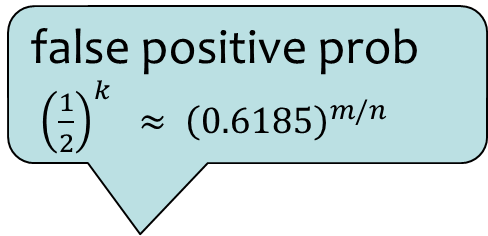 false positive prob
(1/2)^k ≈ (0.6185)^{m/n}